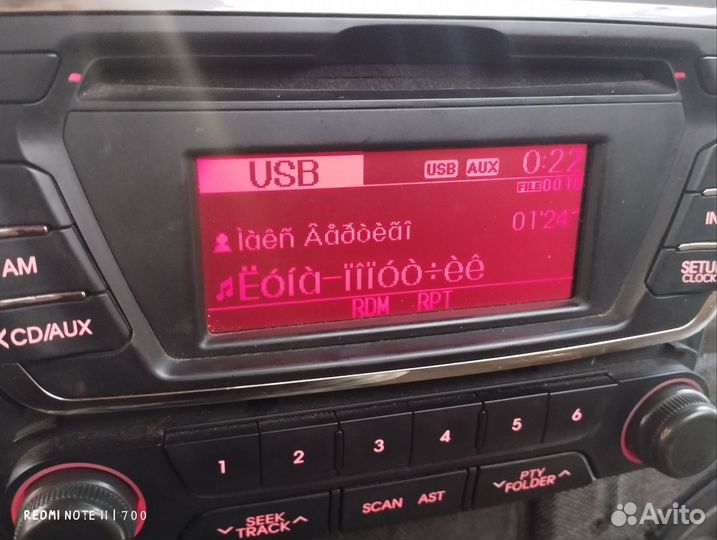 USB USB AUX 0:22
FILE
Ìàêñ Âåðòèãî 01'24"
Ëóíà-ïîïóò÷èê
RDM RPT
AM
CD/AUX
SETUP
CLOCK
1 2 3 4 5 6
SEEK
TRACK
SCAN AST
PTY
FOLDER
REDMI NOTE 11 | 700
Avito